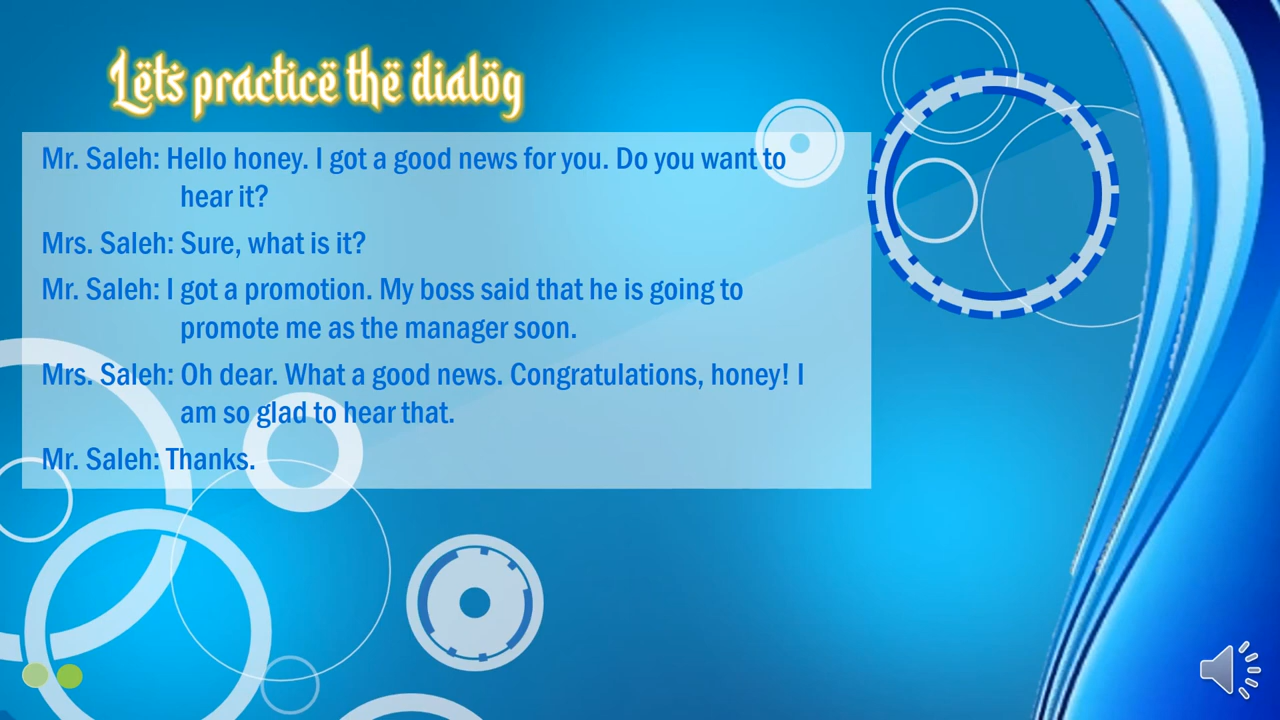 Lëts practicë thë dialög
Mr. Saleh: Hello honey. I got a good news for you. Do you want to
hear it?
Mrs. Saleh: Sure, what is it?
Mr. Saleh: I got a promotion. My boss said that he is going to
promote me as the manager soon.
Mrs. Saleh: Oh dear. What a good news. Congratulations, honey! I
am so glad to hear that.
Mr. Saleh: Thanks.